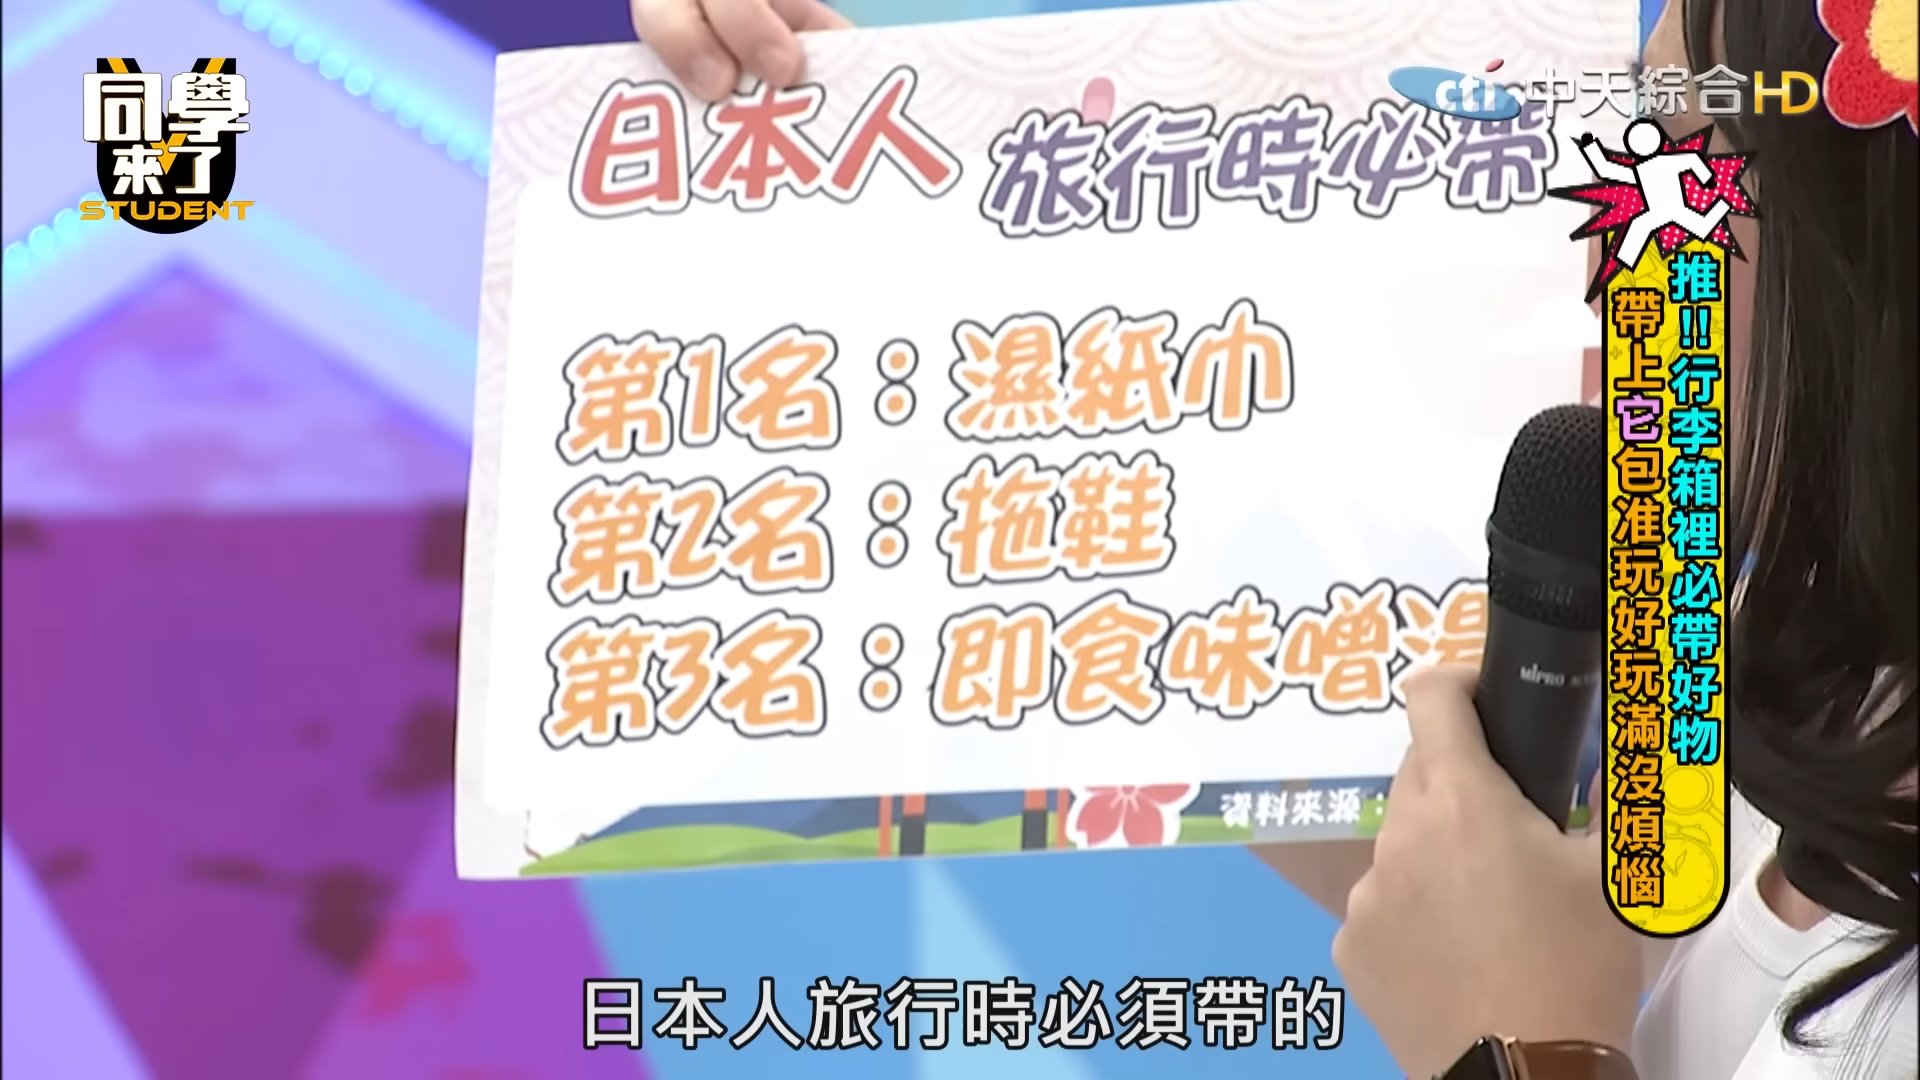 同學
來了
STUDENT
cti 中天綜合HD
日本人 旅行時必帶
第1名：濕紙巾
第2名：拖鞋
第3名：即食味噌湯
資料來源：
推!!行李箱裡必帶好物
帶上它包准玩好玩滿沒煩惱
MIPRO
日本人旅行時必須帶的